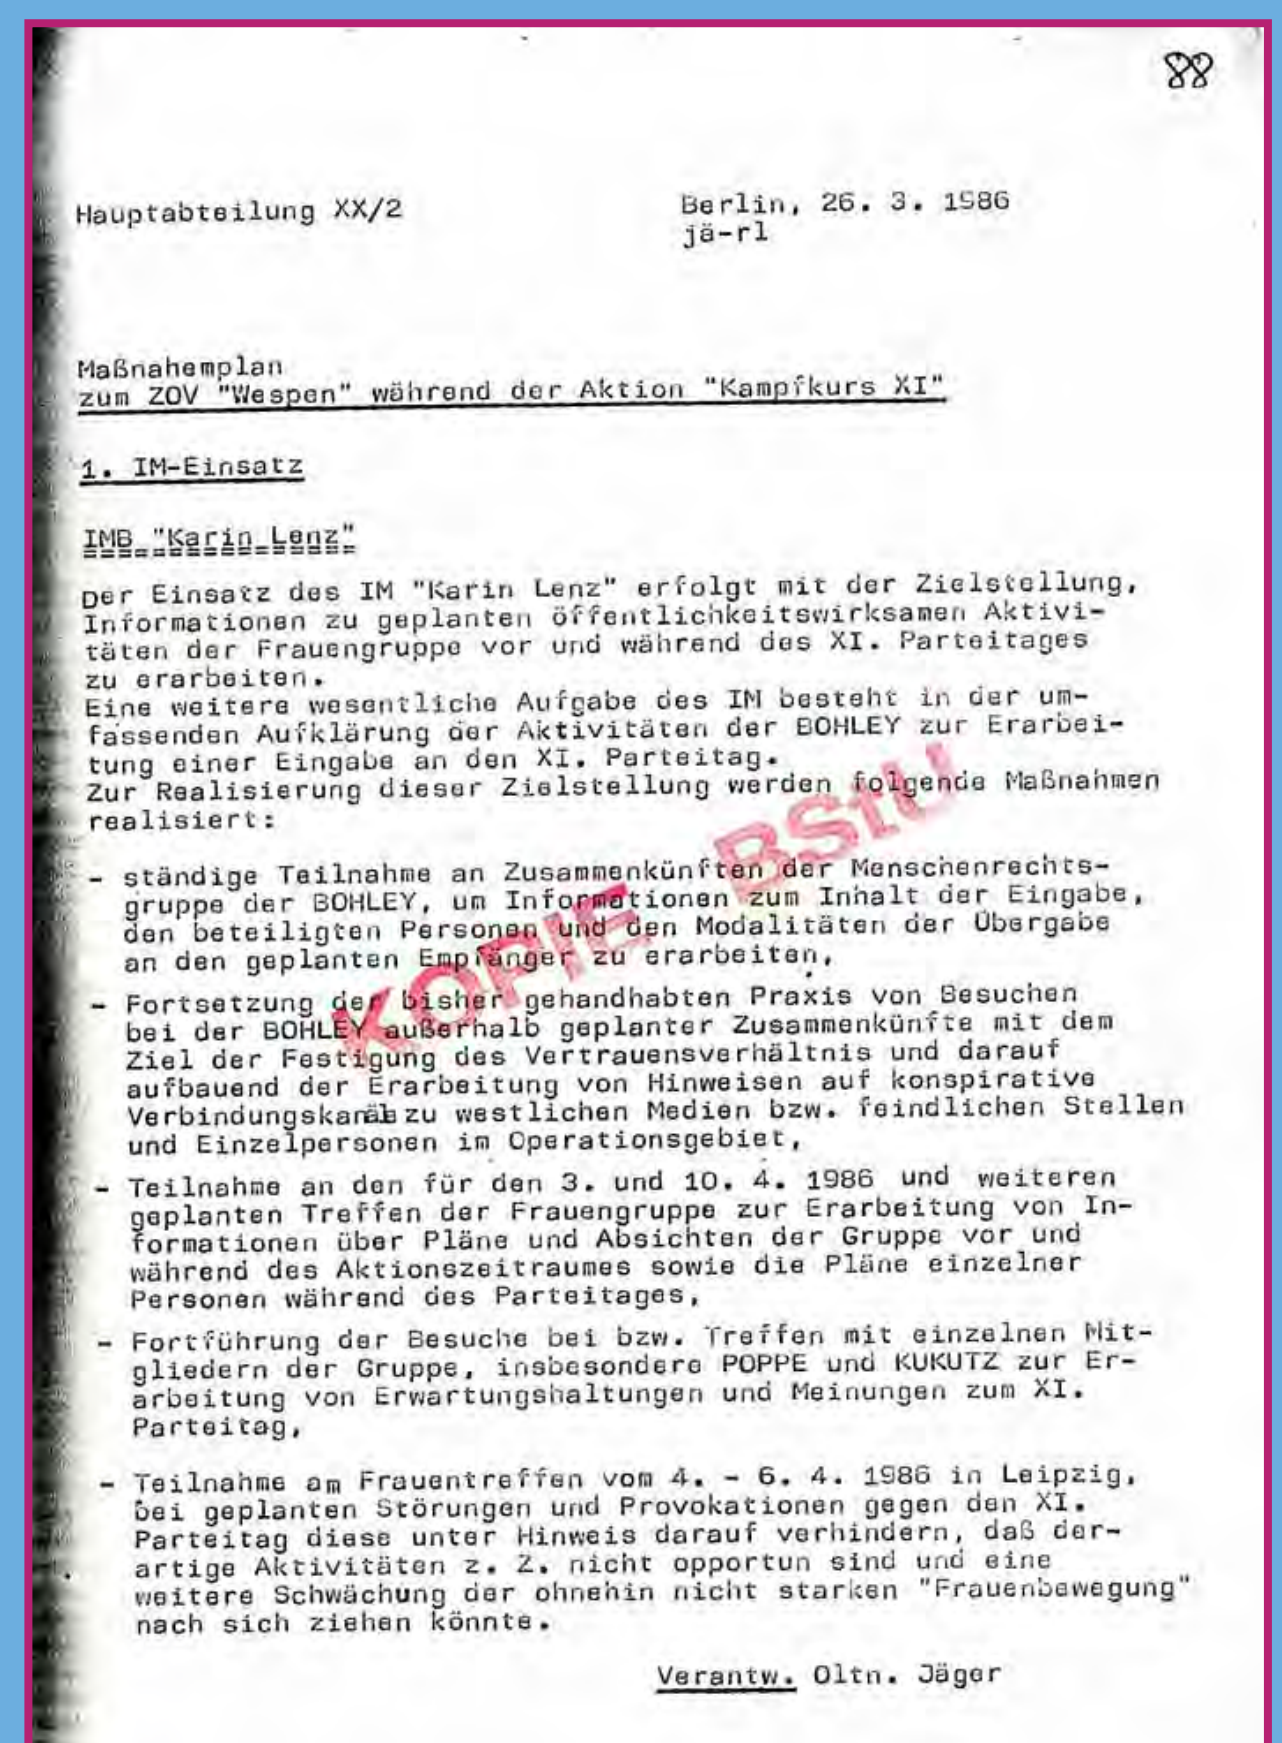 88
Hauptabteilung XX/2
Berlin, 26. 3. 1986
jä-rl
Maßnahemplan
zum ZOV "Wespen" während der Aktion "Kampfkurs XI"
1. IM-Einsatz
IMB "Karin Lenz"
Der Einsatz des IM "Karin Lenz" erfolgt mit der Zielstellung,
Informationen zu geplanten öffentlichkeitswirksamen Aktivi-
täten der Frauengruppe vor und während des XI. Parteitages
zu erarbeiten.
Eine weitere wesentliche Aufgabe des IM besteht in der um-
fassenden Aufklärung der Aktivitäten der BOHLEY zur Erarbei-
tung einer Eingabe an den XI. Parteitag.
Zur Realisierung dieser Zielstellung werden folgende Maßnahmen
realisiert:
- ständige Teilnahme an Zusammenkünften der Menschenrechts-
gruppe der BOHLEY, um Informationen zum Inhalt der Eingabe,
den beteiligten Personen und den Modalitäten der Übergabe
an den geplanten Empfänger zu erarbeiten,
- Fortsetzung der bisher gehandhabten Praxis von Besuchen
bei der BOHLEY außerhalb geplanter Zusammenkünfte mit dem
Ziel der Festigung des Vertrauensverhältnis und darauf
aufbauend der Erarbeitung von Hinweisen auf konspirative
Verbindungskanäle zu westlichen Medien bzw. feindlichen Stellen
und Einzelpersonen im Operationsgebiet,
- Teilnahme an den für den 3. und 10. 4. 1986 und weiteren
geplanten Treffen der Frauengruppe zur Erarbeitung von In-
formationen über Pläne und Absichten der Gruppe vor und
während des Aktionszeitraumes sowie die Pläne einzelner
Personen während des Parteitages,
- Fortführung der Besuche bei bzw. Treffen mit einzelnen Mit-
gliedern der Gruppe, insbesondere POPPE und KUKUTZ zur Er-
arbeitung von Erwartungshaltungen und Meinungen zum XI.
Parteitag,
- Teilnahme am Frauentreffen vom 4. - 6. 4. 1986 in Leipzig,
bei geplanten Störungen und Provokationen gegen den XI.
Parteitag diese unter Hinweis darauf verhindern, daß der-
artige Aktivitäten z. Z. nicht opportun sind und eine
weitere Schwächung der ohnehin nicht starken "Frauenbewegung"
nach sich ziehen könnte.
Verantw. Oltn. Jäger
KOPIE BStU